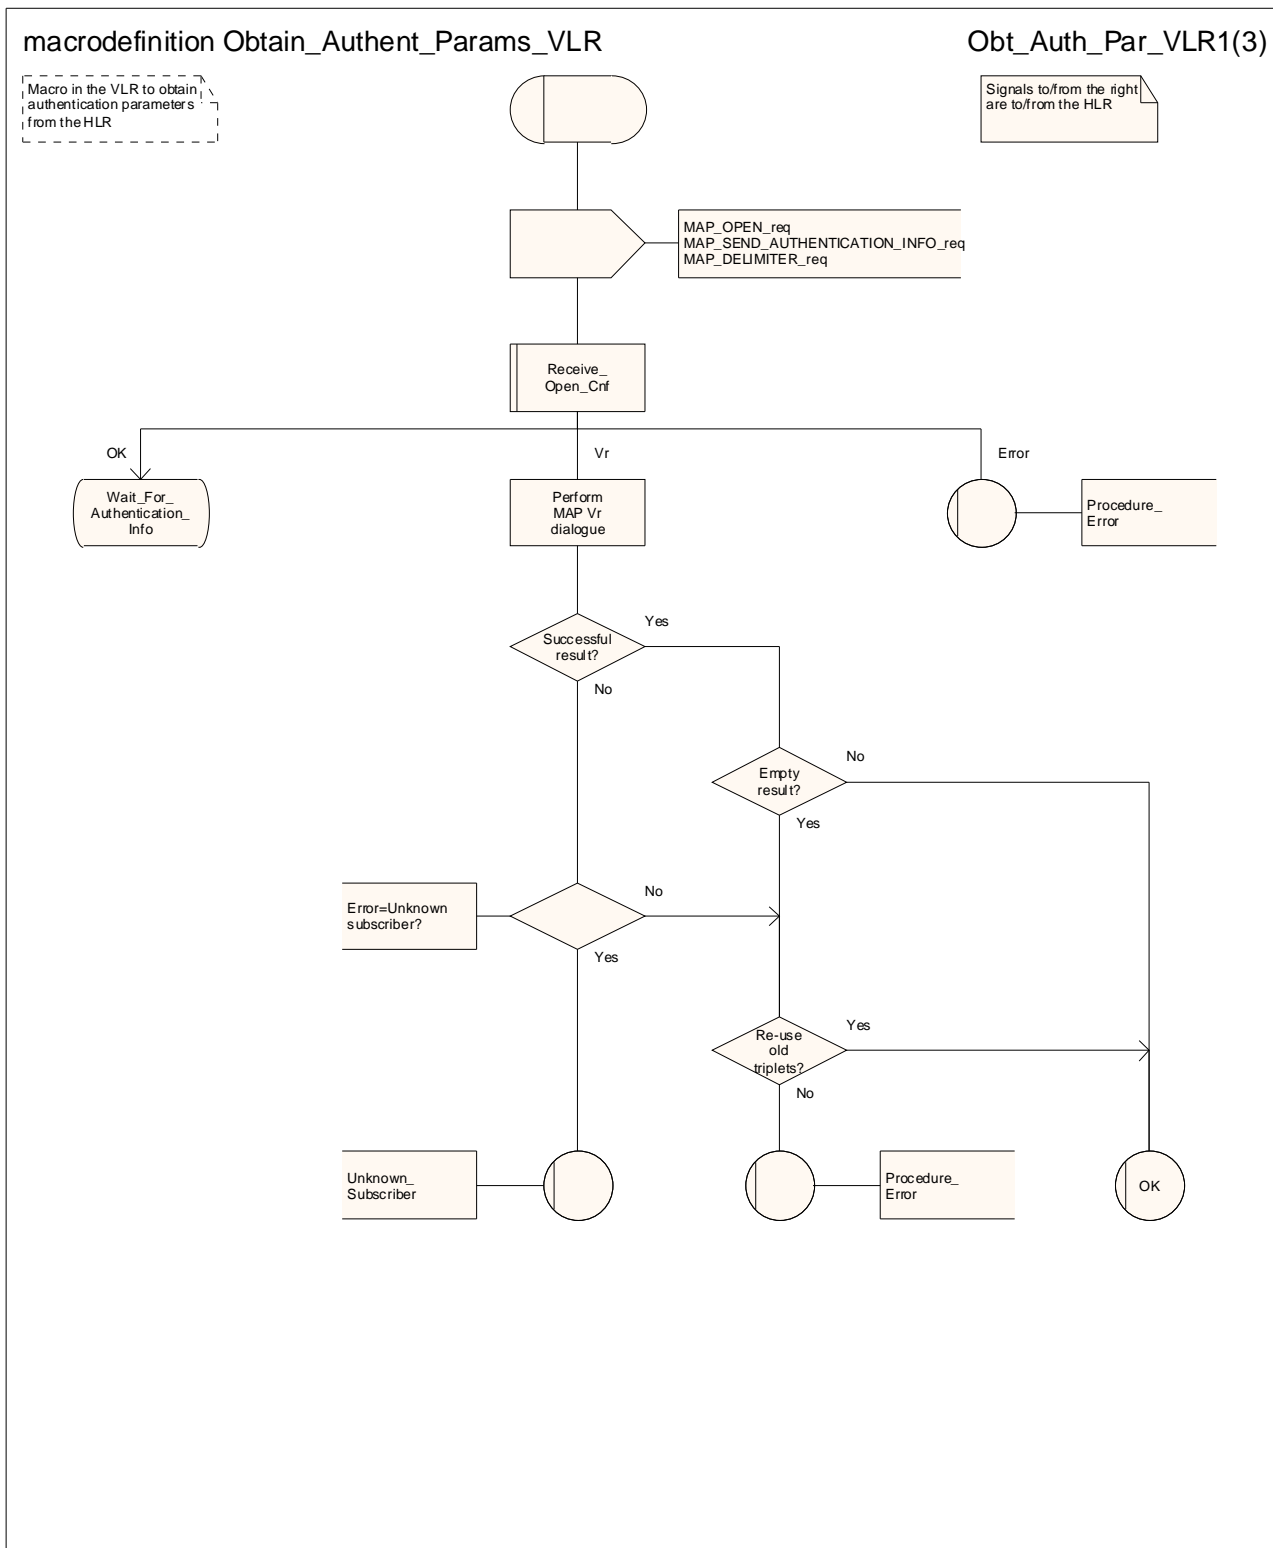 macrodefinition Obtain_Authent_Params_VLR
Obt_Auth_Par_VLR1(3)
Macro in the VLR to obtain
authentication parameters
from the HLR
Signals to/from the right
are to/from the HLR
MAP_OPEN_req
MAP_SEND_AUTHENTICATION_INFO_req
MAP_DELIMITER_req
Receive_
Open_Cnf
OK
Vr
Error
Wait_For_
Authentication_
Info
Perform
MAP Vr
dialogue
Procedure_
Error
Successful
result?
Yes
No
Empty
result?
No
Yes
Error=Unknown
subscriber?
No
Yes
Re-use
old
triplets?
Yes
No
Unknown_
Subscriber
Procedure_
Error
OK